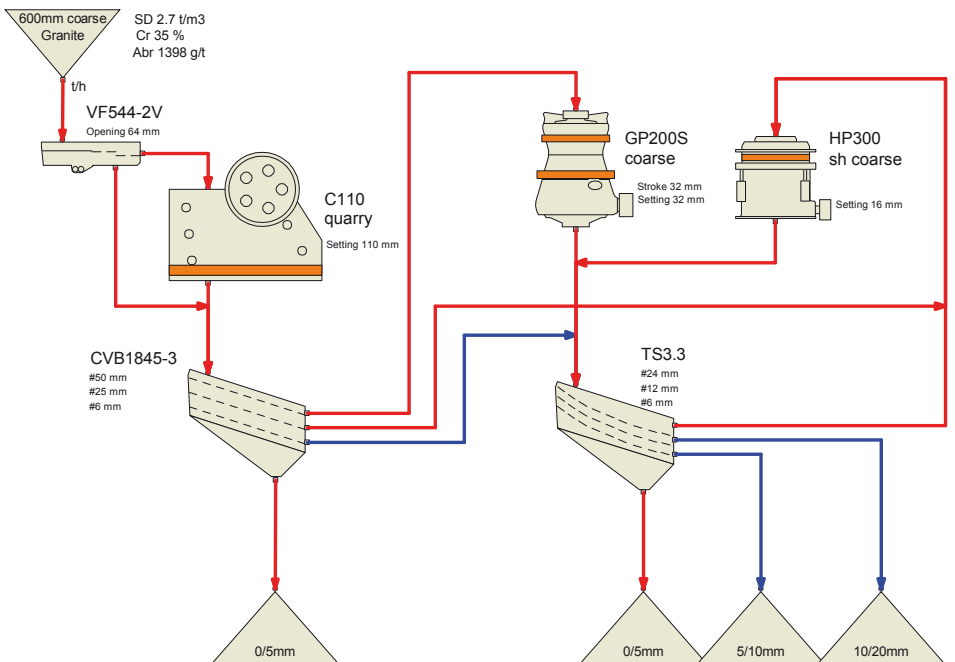 600mm coarse
Granite
SD 2.7 t/m3
Cr 35 %
Abr 1398 g/t
t/h
VF544-2V
Opening 64 mm
C110
quarry
Setting 110 mm
GP200S
coarse
Stroke 32 mm
Setting 32 mm
HP300
sh coarse
Setting 16 mm
CVB1845-3
#50 mm
#25 mm
#6 mm
TS3.3
#24 mm
#12 mm
#6 mm
0/5mm
0/5mm
5/10mm
10/20mm